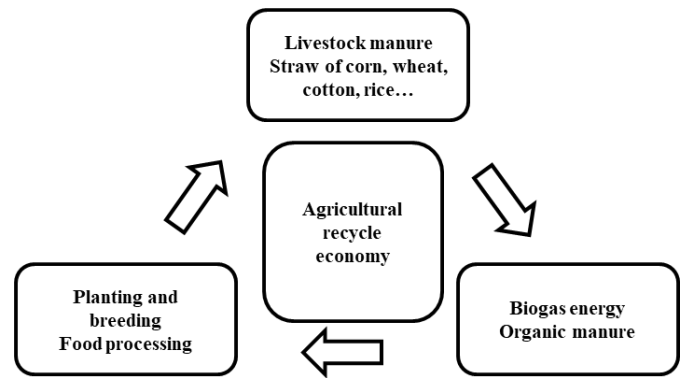 Livestock manure
Straw of corn, wheat,
cotton, rice…
Agricultural
recycle
economy
Planting and
breeding
Food processing
Biogas energy
Organic manure